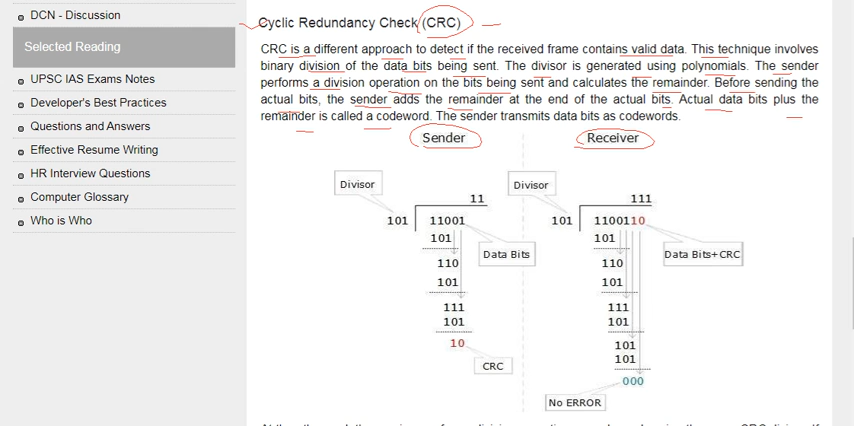 DCN - Discussion
Selected Reading
UPSC IAS Exams Notes
Developer's Best Practices
Questions and Answers
Effective Resume Writing
HR Interview Questions
Computer Glossary
Who is Who
Cyclic Redundancy Check (CRC)
CRC is a different approach to detect if the received frame contains valid data. This technique involves
binary division of the data bits being sent. The divisor is generated using polynomials. The sender
performs a division operation on the bits being sent and calculates the remainder. Before sending the
actual bits, the sender adds the remainder at the end of the actual bits. Actual data bits plus the
remainder is called a codeword. The sender transmits data bits as codewords.
Sender
Divisor
11
101
11001
101
Data Bits
110
101
111
101
10
CRC
Receiver
Divisor
111
101
1100110
101
Data Bits+CRC
110
101
111
101
101
101
000
No ERROR